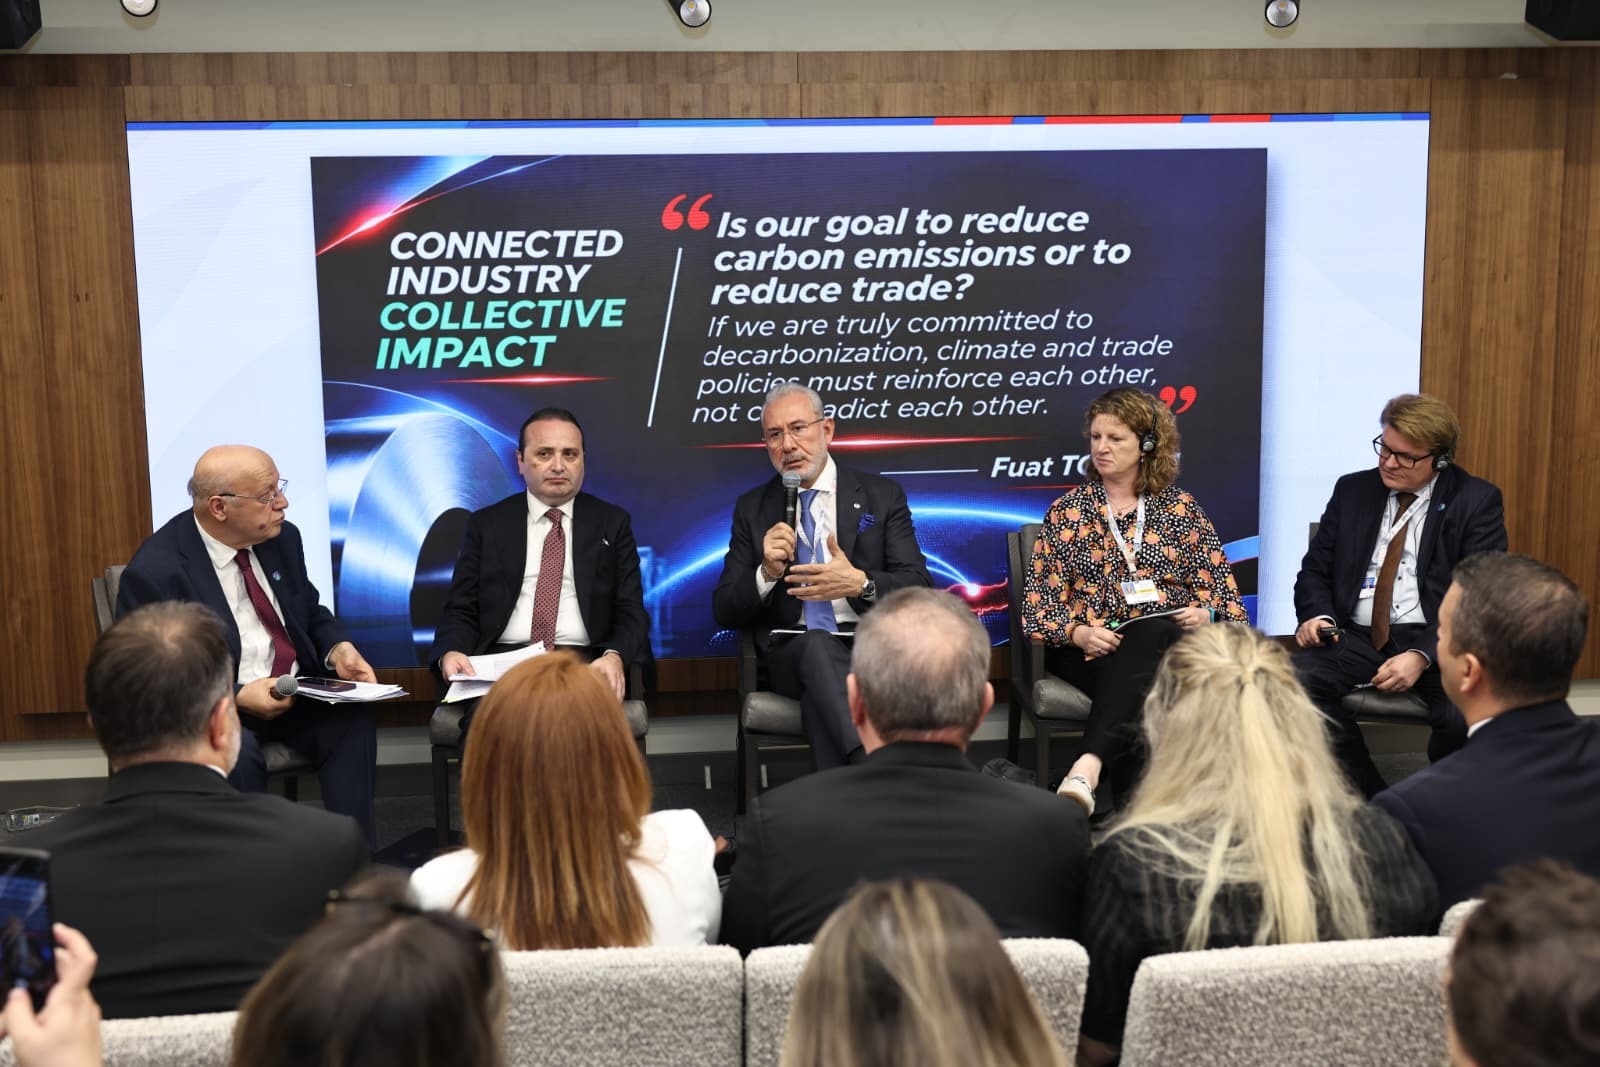 CONNECTED
INDUSTRY
COLLECTIVE
IMPACT
“Is our goal to reduce
carbon emissions or to
reduce trade?
If we are truly committed to
decarbonization, climate and trade
policies must reinforce each other,
not each other.”
Fuat